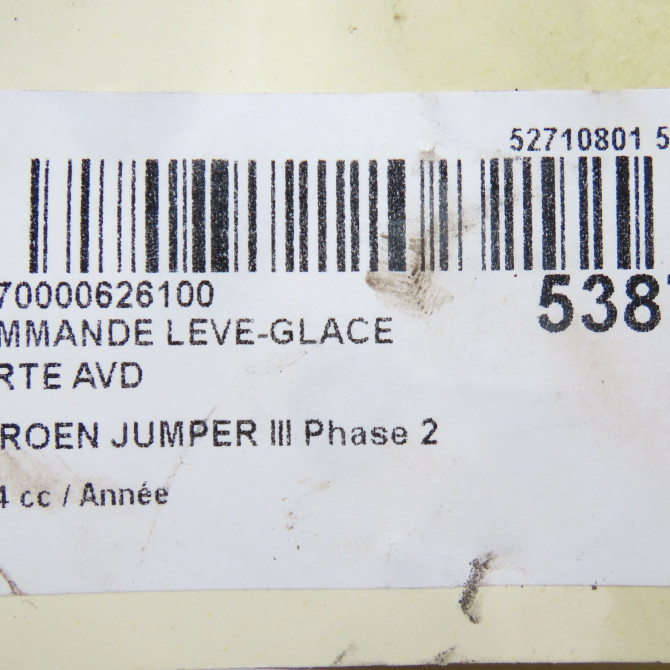 52710801 5
70000626100
538
MMANDE LEVE-GLACE
RTE AVD
ROEN JUMPER III Phase 2
4 cc / Année